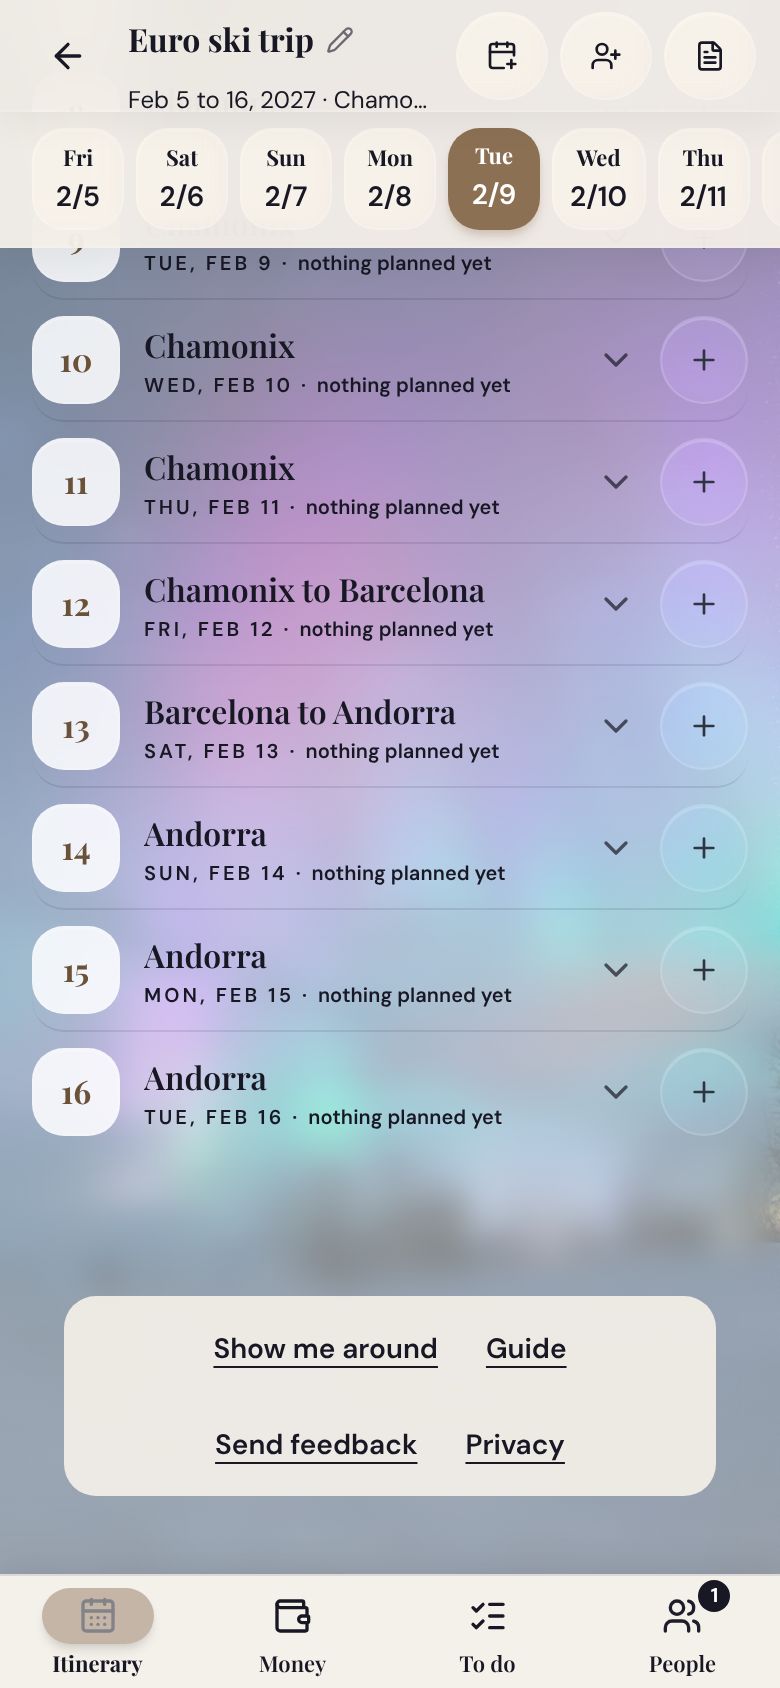 Euro ski trip
Feb 5 to 16, 2027 · Chamo...
Fri Sat Sun Mon Tue Wed Thu
2/5 2/6 2/7 2/8 2/9 2/10 2/11
9 Chamonix
TUE, FEB 9 · nothing planned yet
10 Chamonix
WED, FEB 10 · nothing planned yet
11 Chamonix
THU, FEB 11 · nothing planned yet
12 Chamonix to Barcelona
FRI, FEB 12 · nothing planned yet
13 Barcelona to Andorra
SAT, FEB 13 · nothing planned yet
14 Andorra
SUN, FEB 14 · nothing planned yet
15 Andorra
MON, FEB 15 · nothing planned yet
16 Andorra
TUE, FEB 16 · nothing planned yet
Show me around Guide
Send feedback Privacy
1
Itinerary Money To do People